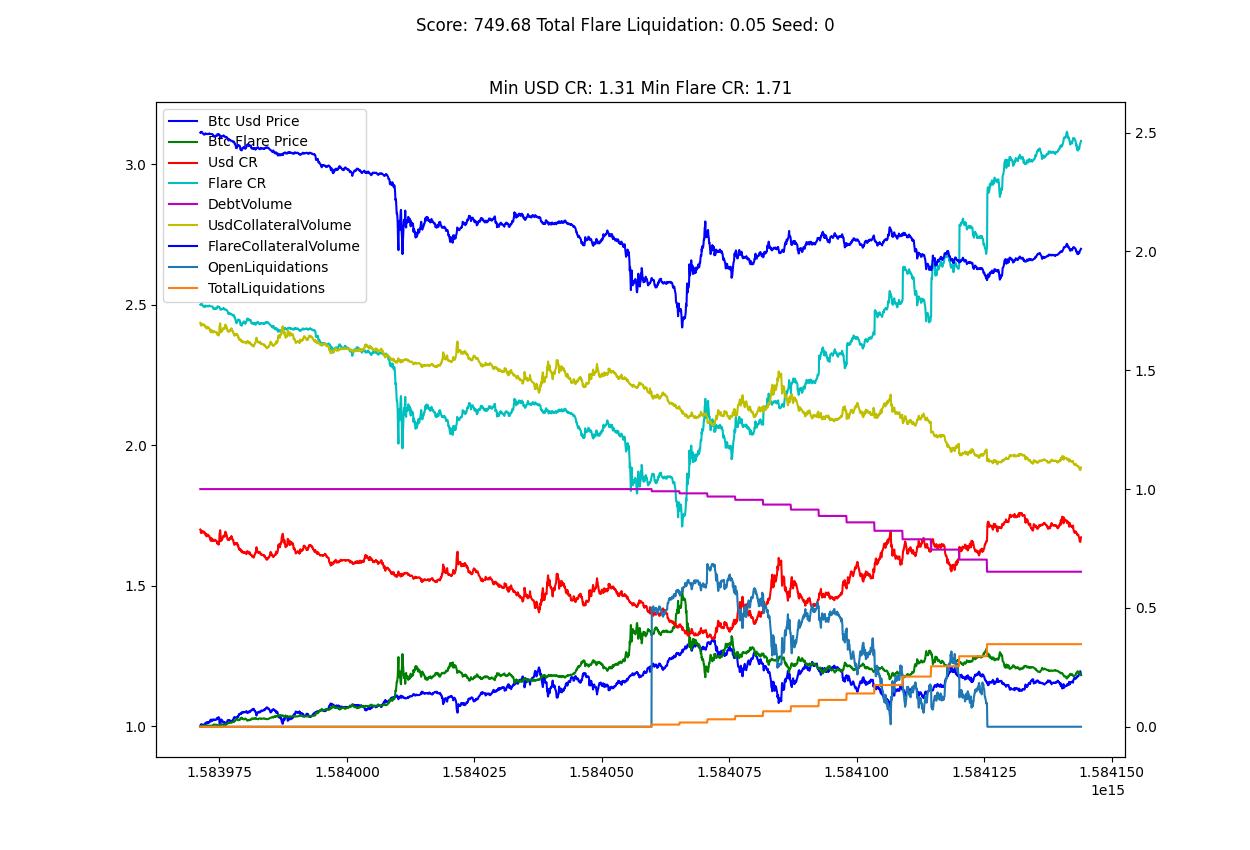 Score: 749.68 Total Flare Liquidation: 0.05 Seed: 0
Min USD CR: 1.31 Min Flare CR: 1.71
Btc Usd Price
Btc Flare Price
Usd CR
Flare CR
DebtVolume
UsdCollateralVolume
FlareCollateralVolume
OpenLiquidations
TotalLiquidations
3.0
2.5
2.0
1.5
1.0
2.5
2.0
1.5
1.0
0.5
0.0
1.583975 1.584000 1.584025 1.584050 1.584075 1.584100 1.584125 1.584150
1e15